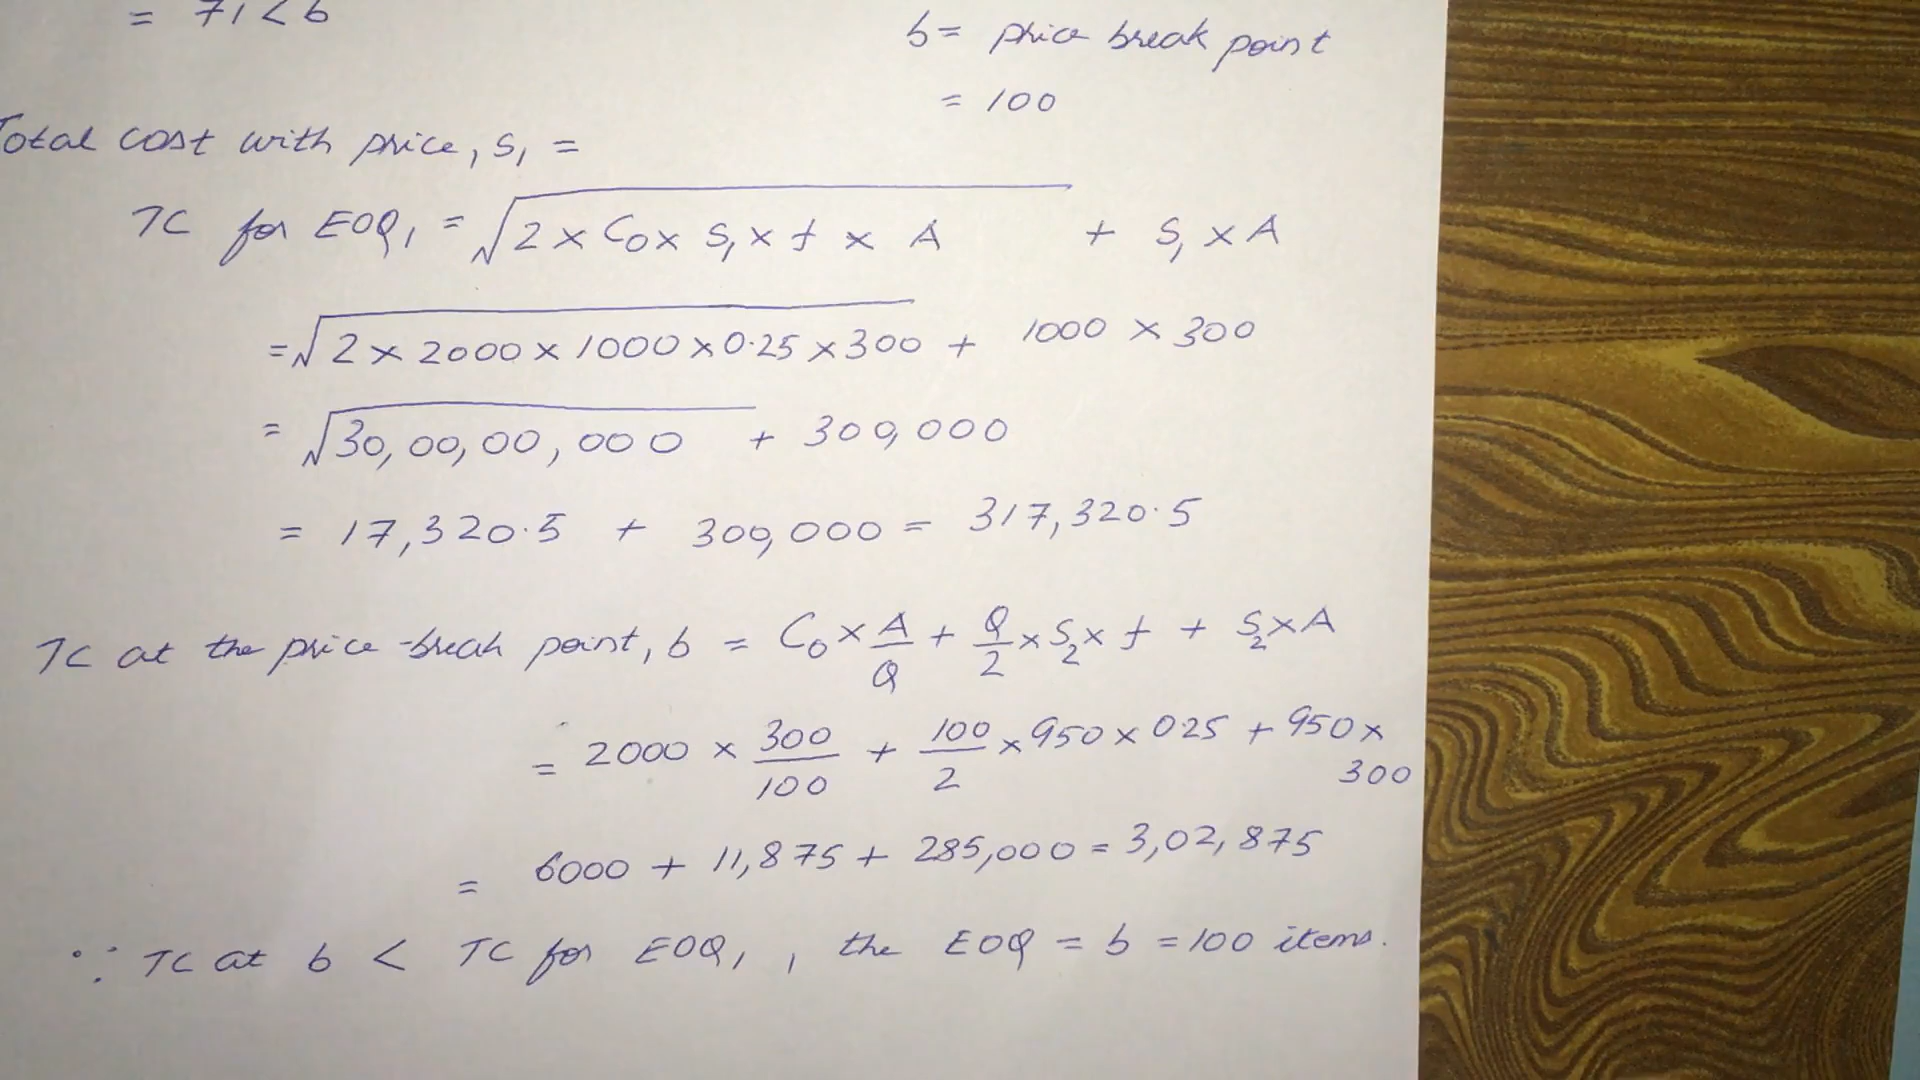 = 71 < b
b = price break point
= 100
Total cost with price, S₁ =
TC for EOQ₁ = √2 × C₀ × S₁ × f × A + S₁ × A
= √2 × 2000 × 1000 × 0.25 × 300 + 1000 × 300
= √30,00,00,000 + 300,000
= 17,320.5 + 300,000 = 317,320.5
TC at the price-break point, b = C₀ × A/Q + Q/2 × S₂ × f + S₂ × A
= 2000 × 300/100 + 100/2 × 950 × 0.25 + 950 × 300
= 6000 + 11,875 + 285,000 = 3,02,875
∵ TC at b < TC for EOQ₁, the EOQ = b = 100 items.